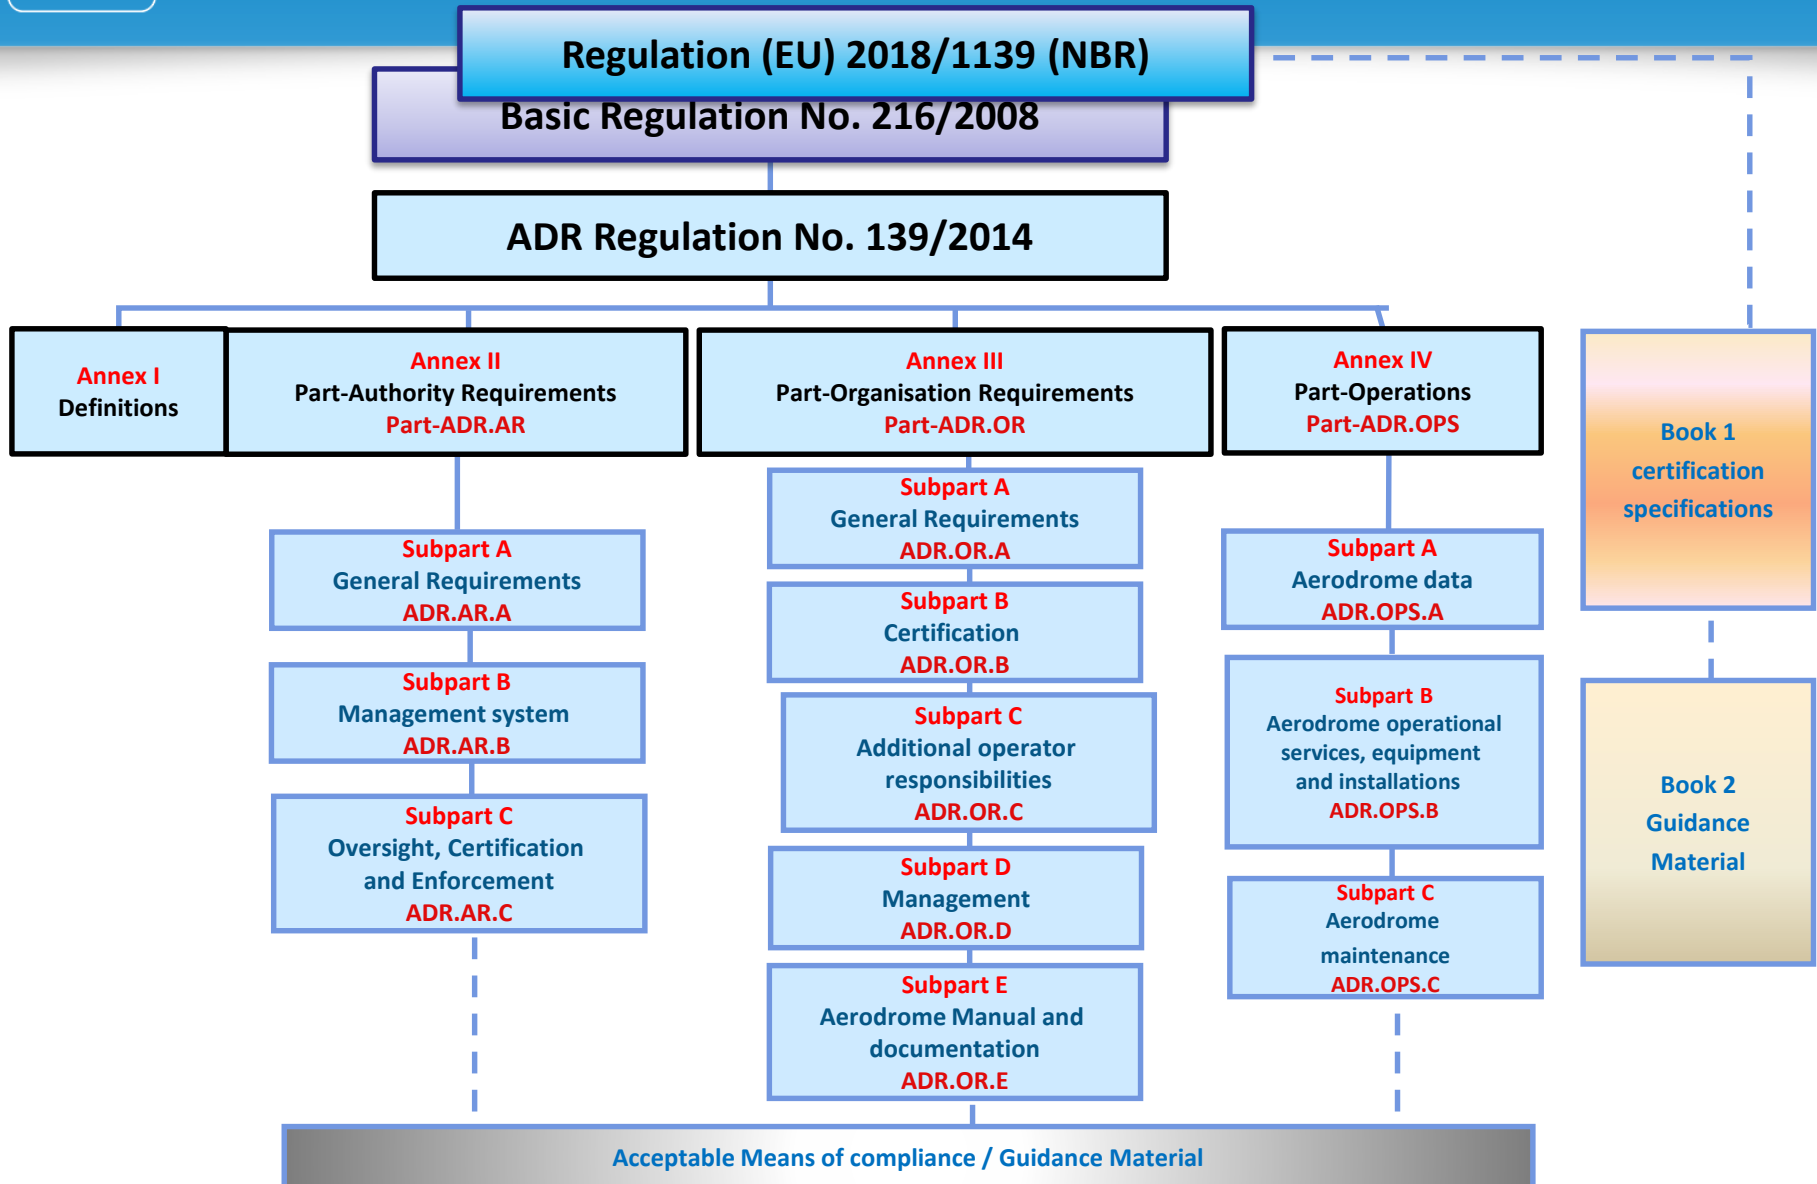 Regulation (EU) 2018/1139 (NBR)
Basic Regulation No. 216/2008
ADR Regulation No. 139/2014
Annex I
Definitions
Annex II
Part-Authority Requirements
Part-ADR.AR
Annex III
Part-Organisation Requirements
Part-ADR.OR
Annex IV
Part-Operations
Part-ADR.OPS
Subpart A
General Requirements
ADR.AR.A
Subpart B
Management system
ADR.AR.B
Subpart C
Oversight, Certification
and Enforcement
ADR.AR.C
Subpart A
General Requirements
ADR.OR.A
Subpart B
Certification
ADR.OR.B
Subpart C
Additional operator
responsibilities
ADR.OR.C
Subpart D
Management
ADR.OR.D
Subpart E
Aerodrome Manual and
documentation
ADR.OR.E
Subpart A
Aerodrome data
ADR.OPS.A
Subpart B
Aerodrome operational
services, equipment
and installations
ADR.OPS.B
Subpart C
Aerodrome
maintenance
ADR.OPS.C
Book 1
certification
specifications
Book 2
Guidance
Material
Acceptable Means of compliance / Guidance Material